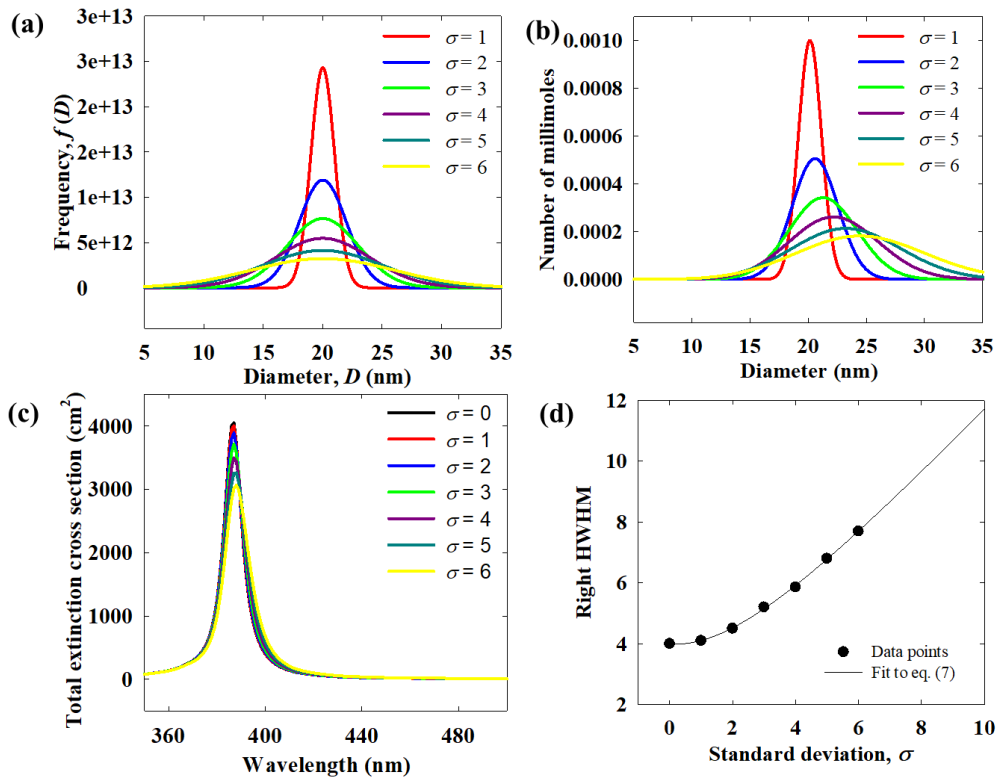 (a)
Frequency, f (D)
3e+13
3e+13
2e+13
2e+13
1e+13
5e+12
0
σ = 1
σ = 2
σ = 3
σ = 4
σ = 5
σ = 6
5 10 15 20 25 30 35
Diameter, D (nm)
(b)
Number of millimoles
0.0010
0.0008
0.0006
0.0004
0.0002
0.0000
σ = 1
σ = 2
σ = 3
σ = 4
σ = 5
σ = 6
5 10 15 20 25 30 35
Diameter (nm)
(c)
Total extinction cross section (cm²)
4000
3000
2000
1000
0
σ = 0
σ = 1
σ = 2
σ = 3
σ = 4
σ = 5
σ = 6
360 400 440 480
Wavelength (nm)
(d)
Right HWHM
12
10
8
6
4
2
Data points
Fit to eq. (7)
0 2 4 6 8 10
Standard deviation, σ